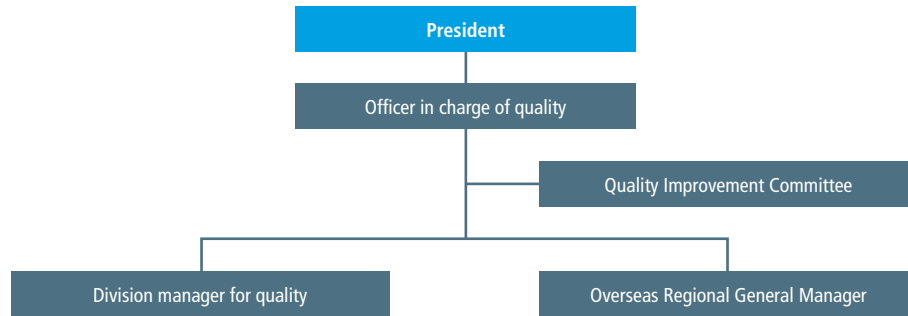 President
Officer in charge of quality
Quality Improvement Committee
Division manager for quality
Overseas Regional General Manager